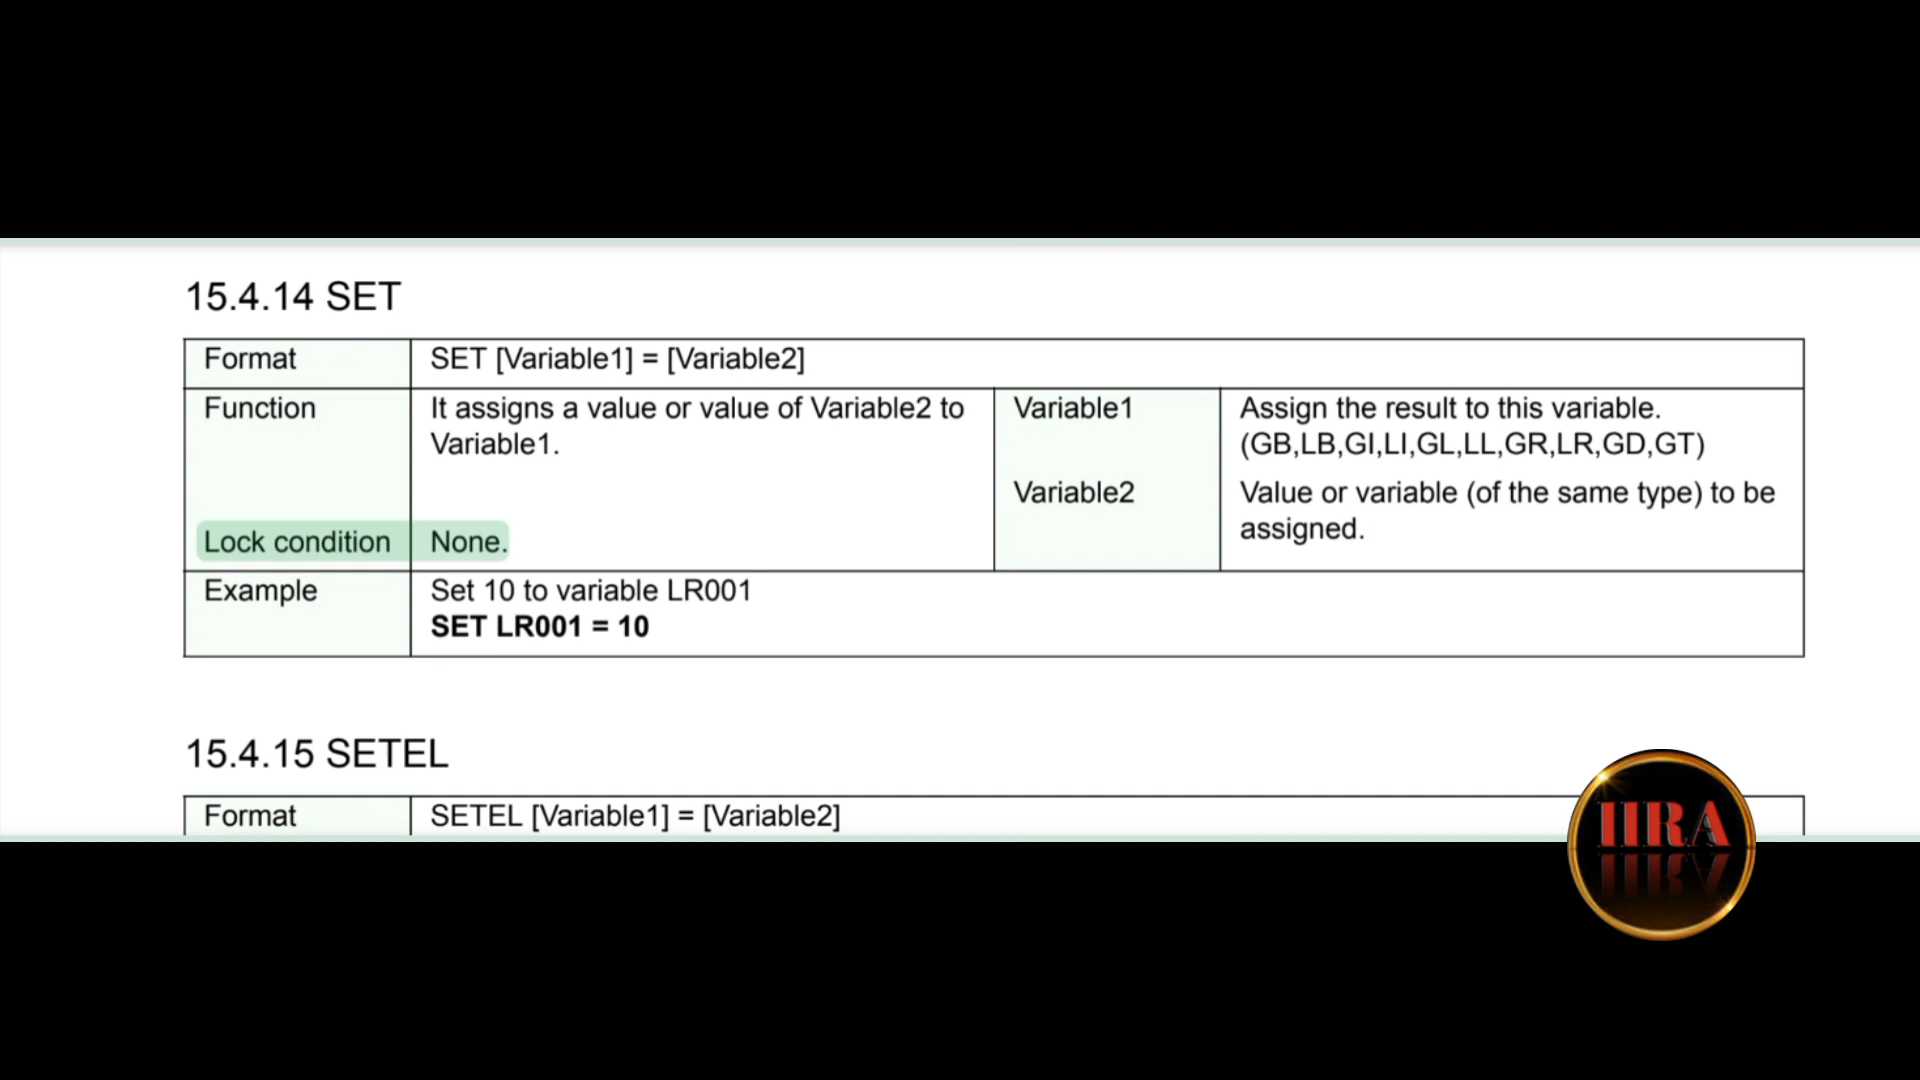 15.4.14 SET
Format SET [Variable1] = [Variable2]
Function It assigns a value or value of Variable2 to Variable1.
Variable1 Assign the result to this variable.
(GB,LB,GI,LI,GL,LL,GR,LR,GD,GT)
Variable2 Value or variable (of the same type) to be assigned.
Lock condition None.
Example Set 10 to variable LR001
SET LR001 = 10
15.4.15 SETEL
Format SETEL [Variable1] = [Variable2]
IIRA